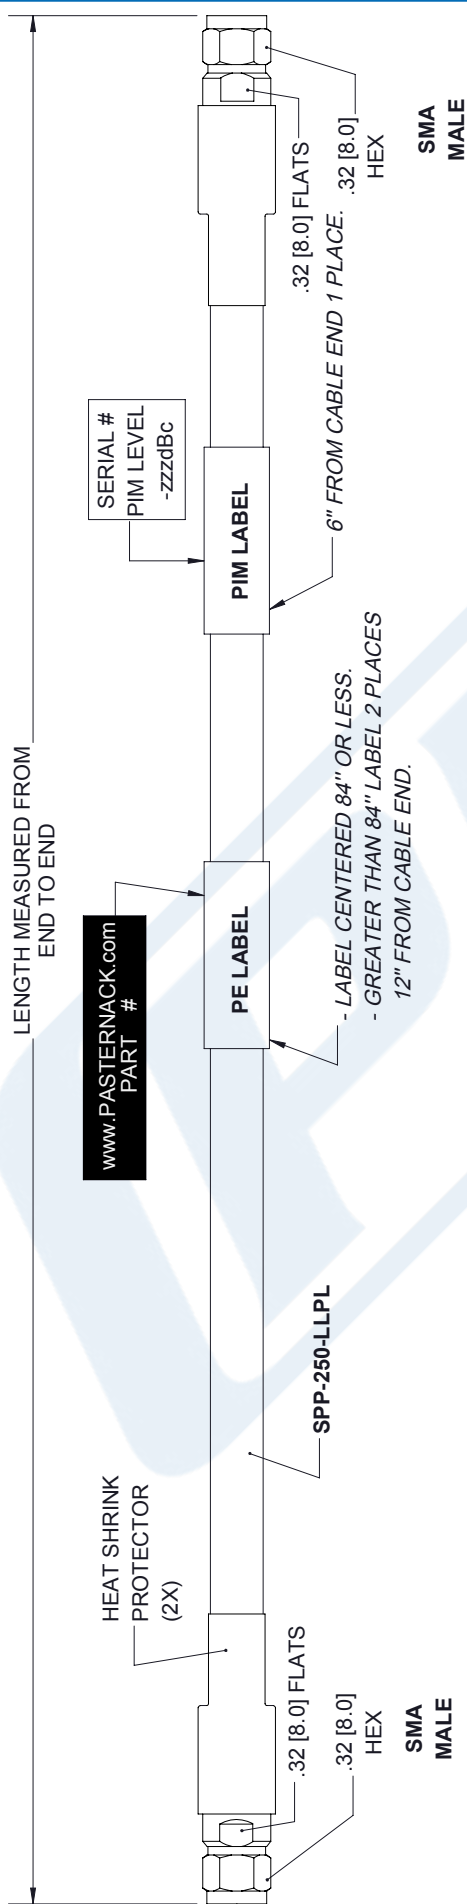 LENGTH MEASURED FROM
END TO END
HEAT SHRINK
PROTECTOR
(2X)
www.PASTERNACK.com
PART #
SERIAL #
PIM LEVEL
-zzzdBc
PE LABEL
PIM LABEL
.32 [8.0] FLATS
.32 [8.0]
HEX
SMA
MALE
SPP-250-LLPL
- LABEL CENTERED 84" OR LESS.
- GREATER THAN 84" LABEL 2 PLACES
12" FROM CABLE END.
6" FROM CABLE END 1 PLACE.
.32 [8.0] FLATS
.32 [8.0]
HEX
SMA
MALE